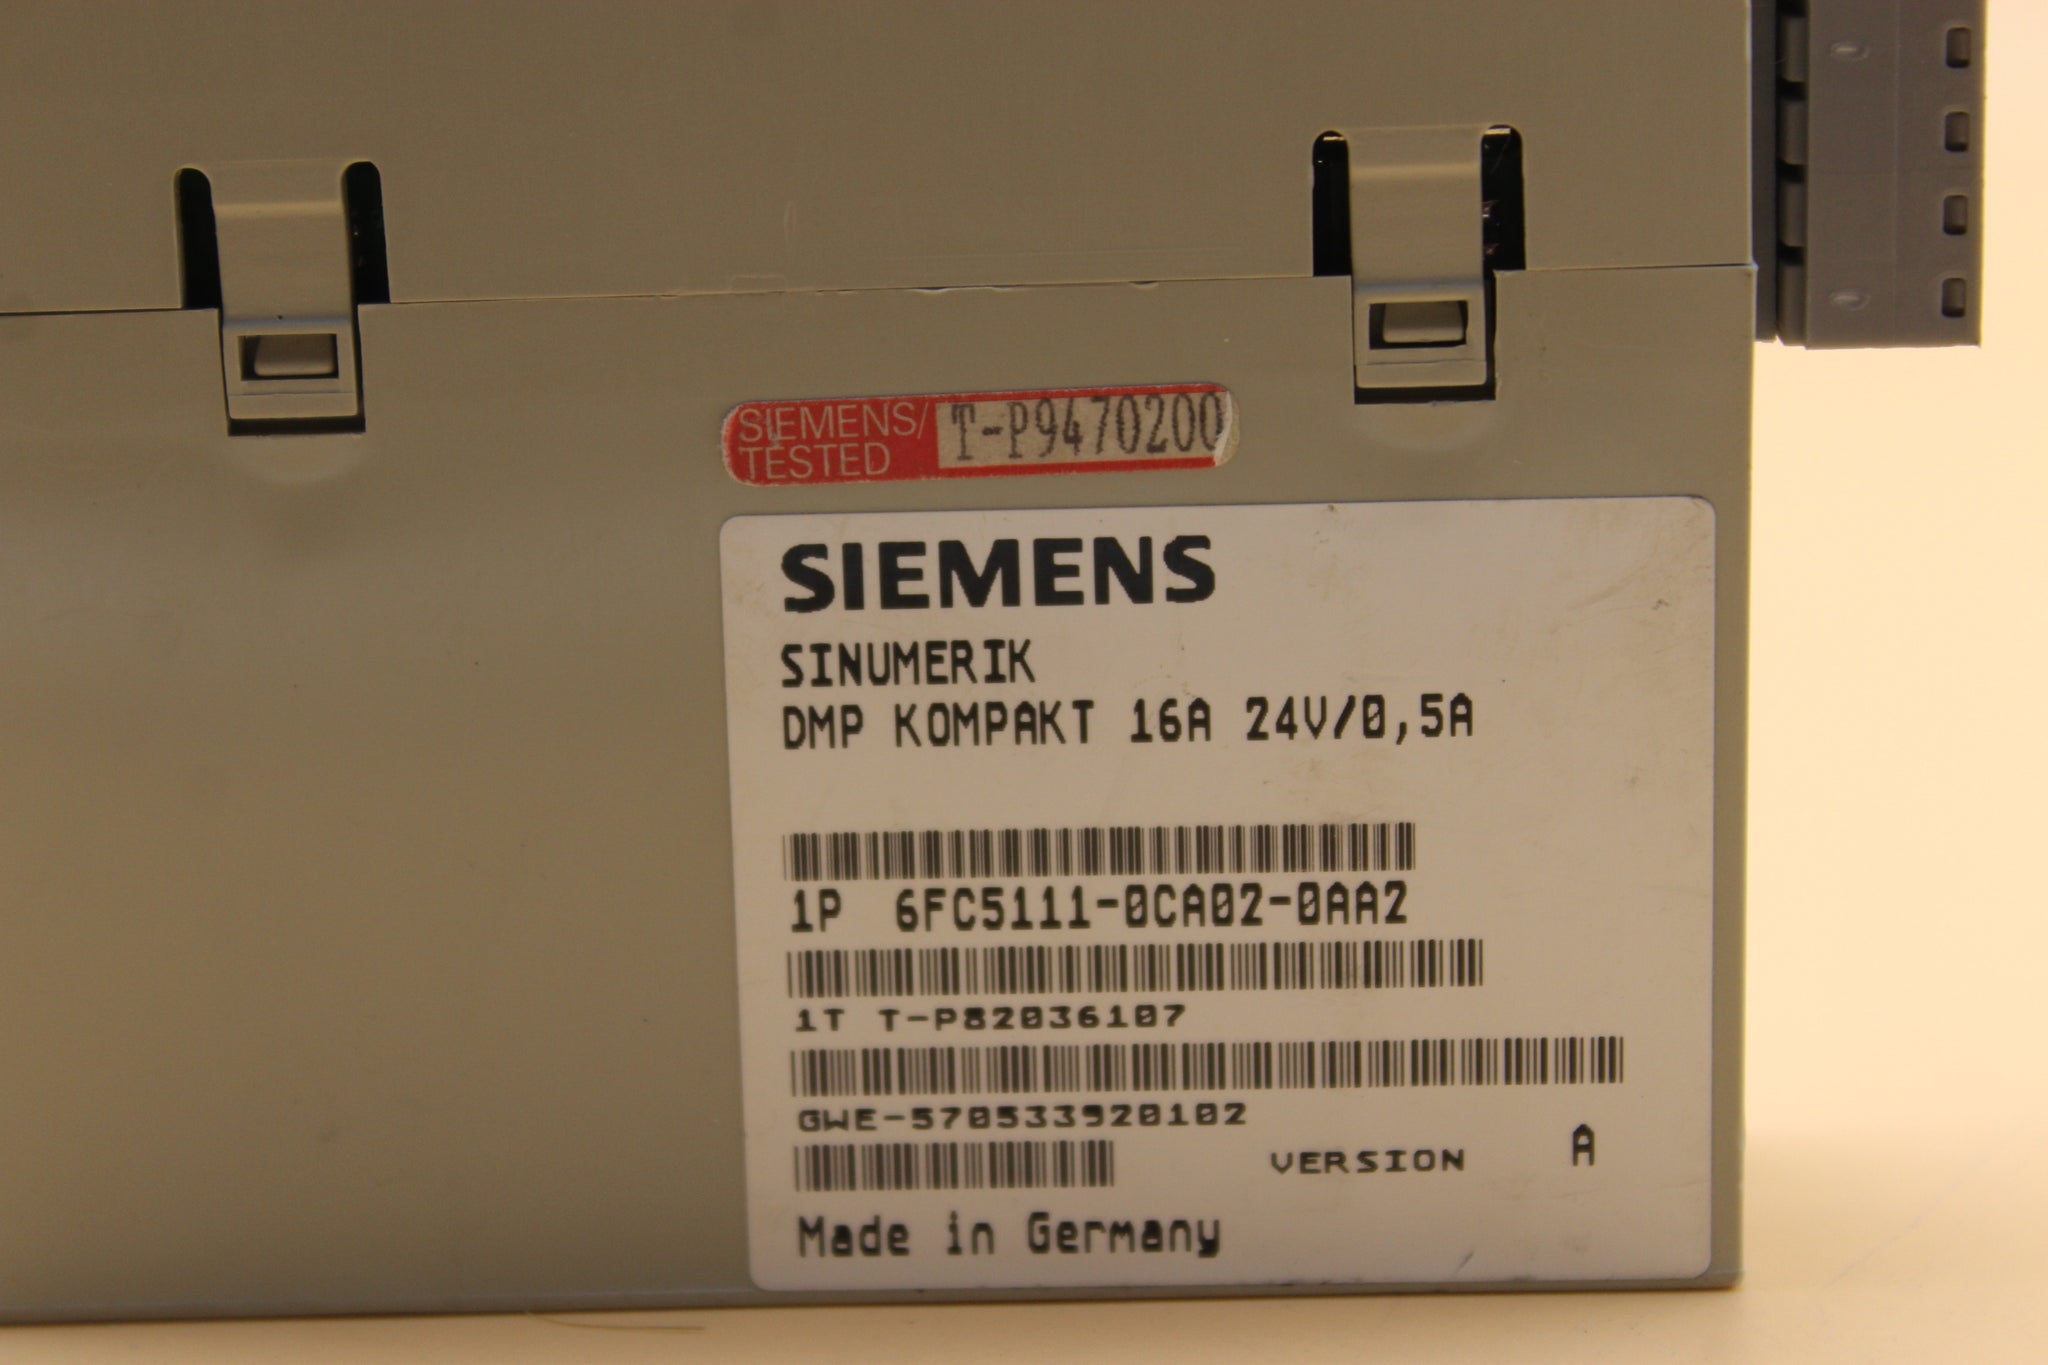 SIEMENS/
TESTED
T-P9470200
SIEMENS
SINUMERIK
DMP KOMPAKT 16A 24V/0,5A
1P 6FC5111-0CA02-0AA2
1T T-P82036107
GWE-570533920102
VERSION A
Made in Germany